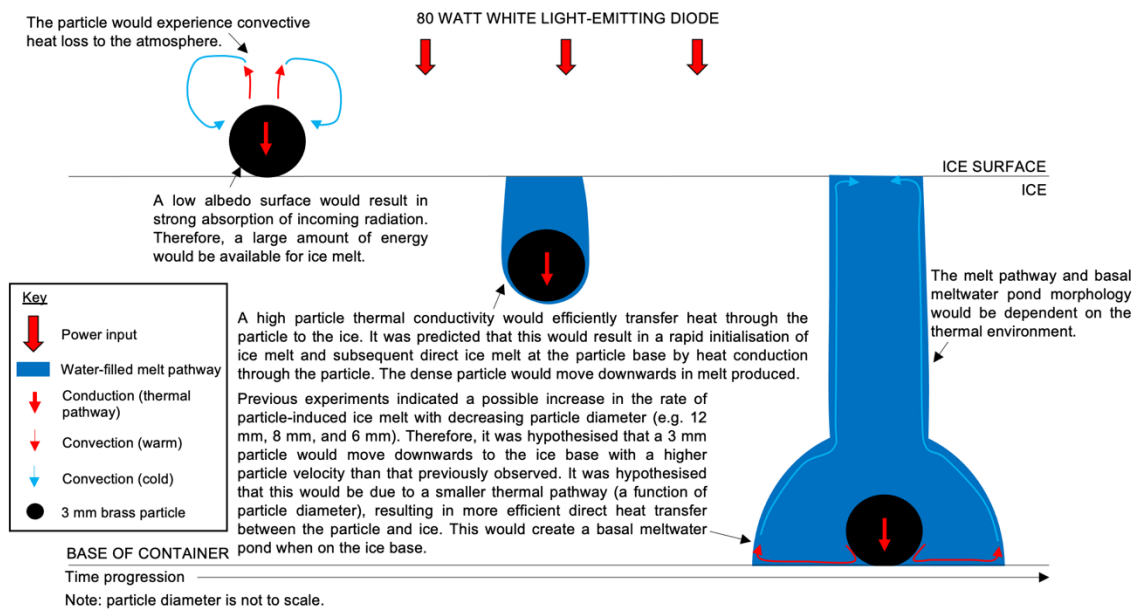 The particle would experience convective
heat loss to the atmosphere.
80 WATT WHITE LIGHT-EMITTING DIODE
ICE SURFACE
ICE
A low albedo surface would result in
strong absorption of incoming radiation.
Therefore, a large amount of energy
would be available for ice melt.
The melt pathway and basal
meltwater pond morphology
would be dependent on the
thermal environment.
Key
Power input
Water-filled melt pathway
Conduction (thermal
pathway)
Convection (warm)
Convection (cold)
3 mm brass particle
A high particle thermal conductivity would efficiently transfer heat through the
particle to the ice. It was predicted that this would result in a rapid initialisation of
ice melt and subsequent direct ice melt at the particle base by heat conduction
through the particle. The dense particle would move downwards in melt produced.
Previous experiments indicated a possible increase in the rate of
particle-induced ice melt with decreasing particle diameter (e.g. 12
mm, 8 mm, and 6 mm). Therefore, it was hypothesised that a 3 mm
particle would move downwards to the ice base with a higher
particle velocity than that previously observed. It was hypothesised
that this would be due to a smaller thermal pathway (a function of
particle diameter), resulting in more efficient direct heat transfer
between the particle and ice. This would create a basal meltwater
pond when on the ice base.
BASE OF CONTAINER
Time progression
Note: particle diameter is not to scale.